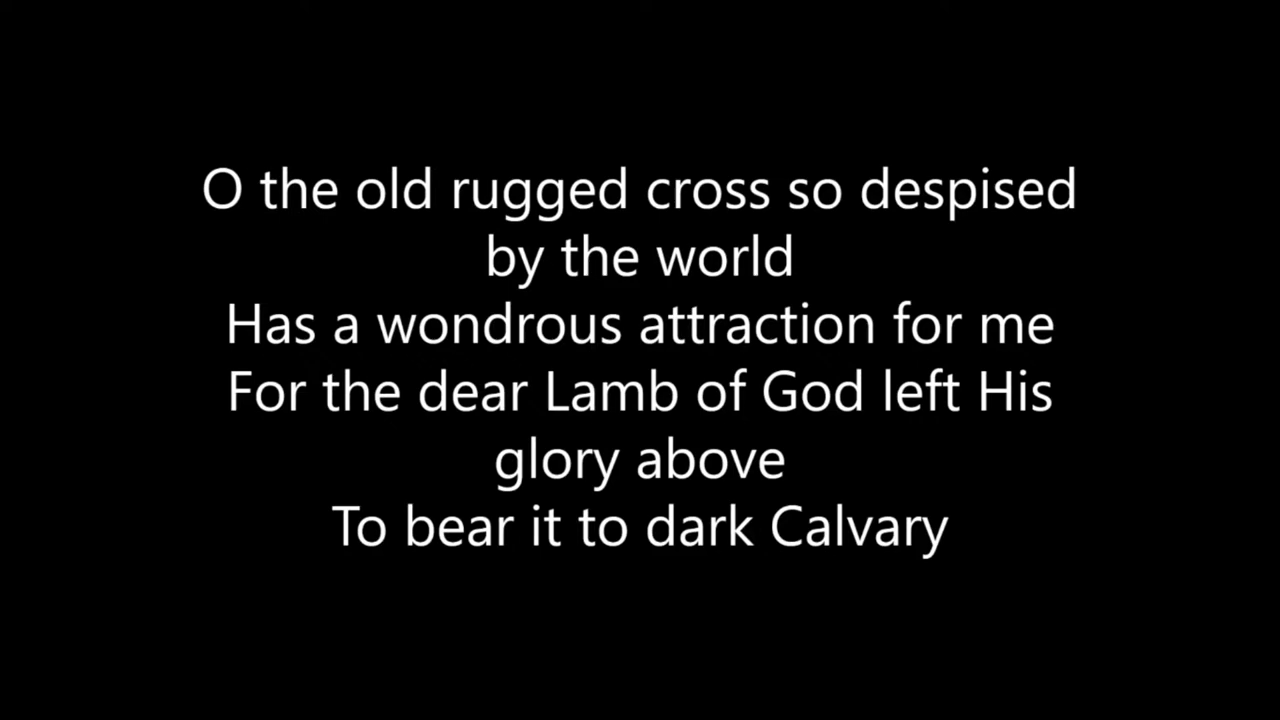 O the old rugged cross so despised
by the world
Has a wondrous attraction for me
For the dear Lamb of God left His
glory above
To bear it to dark Calvary